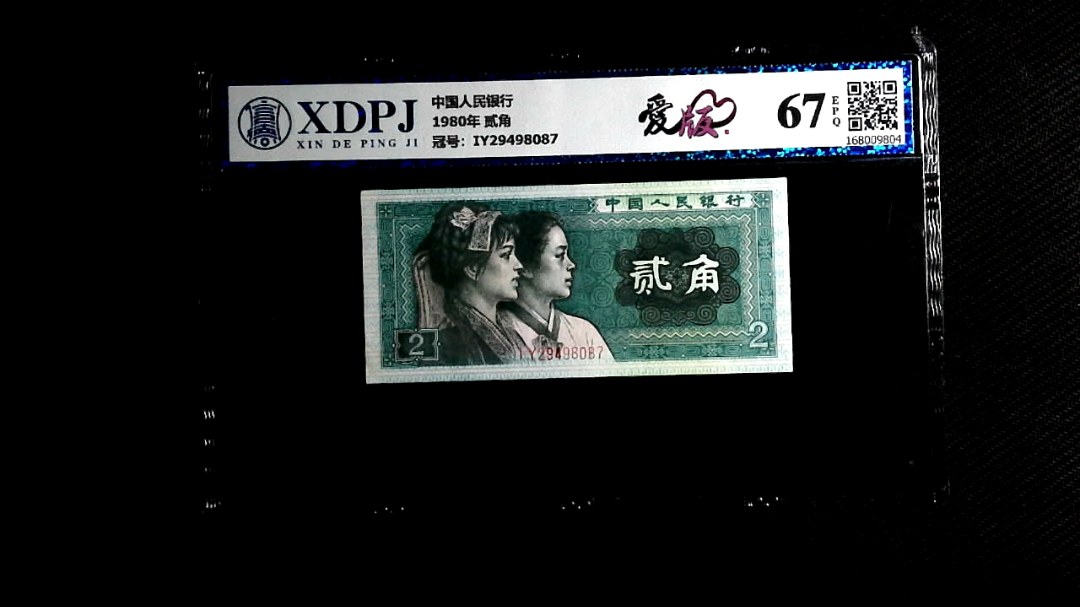 XDPJ
XIN DE PING JI
中国人民银行
1980年 贰角
冠号：IY29498087
爱版
67
EPQ
168009804
中国人民银行
贰角
2
2
IY29498087